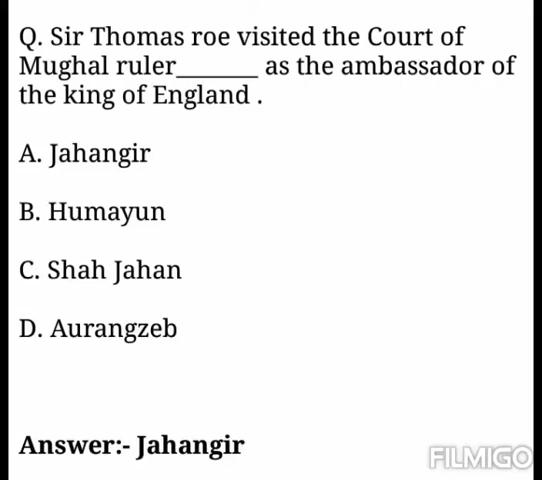 Q. Sir Thomas roe visited the Court of
Mughal ruler_______ as the ambassador of
the king of England .
A. Jahangir
B. Humayun
C. Shah Jahan
D. Aurangzeb
Answer:- Jahangir
FILMIGO